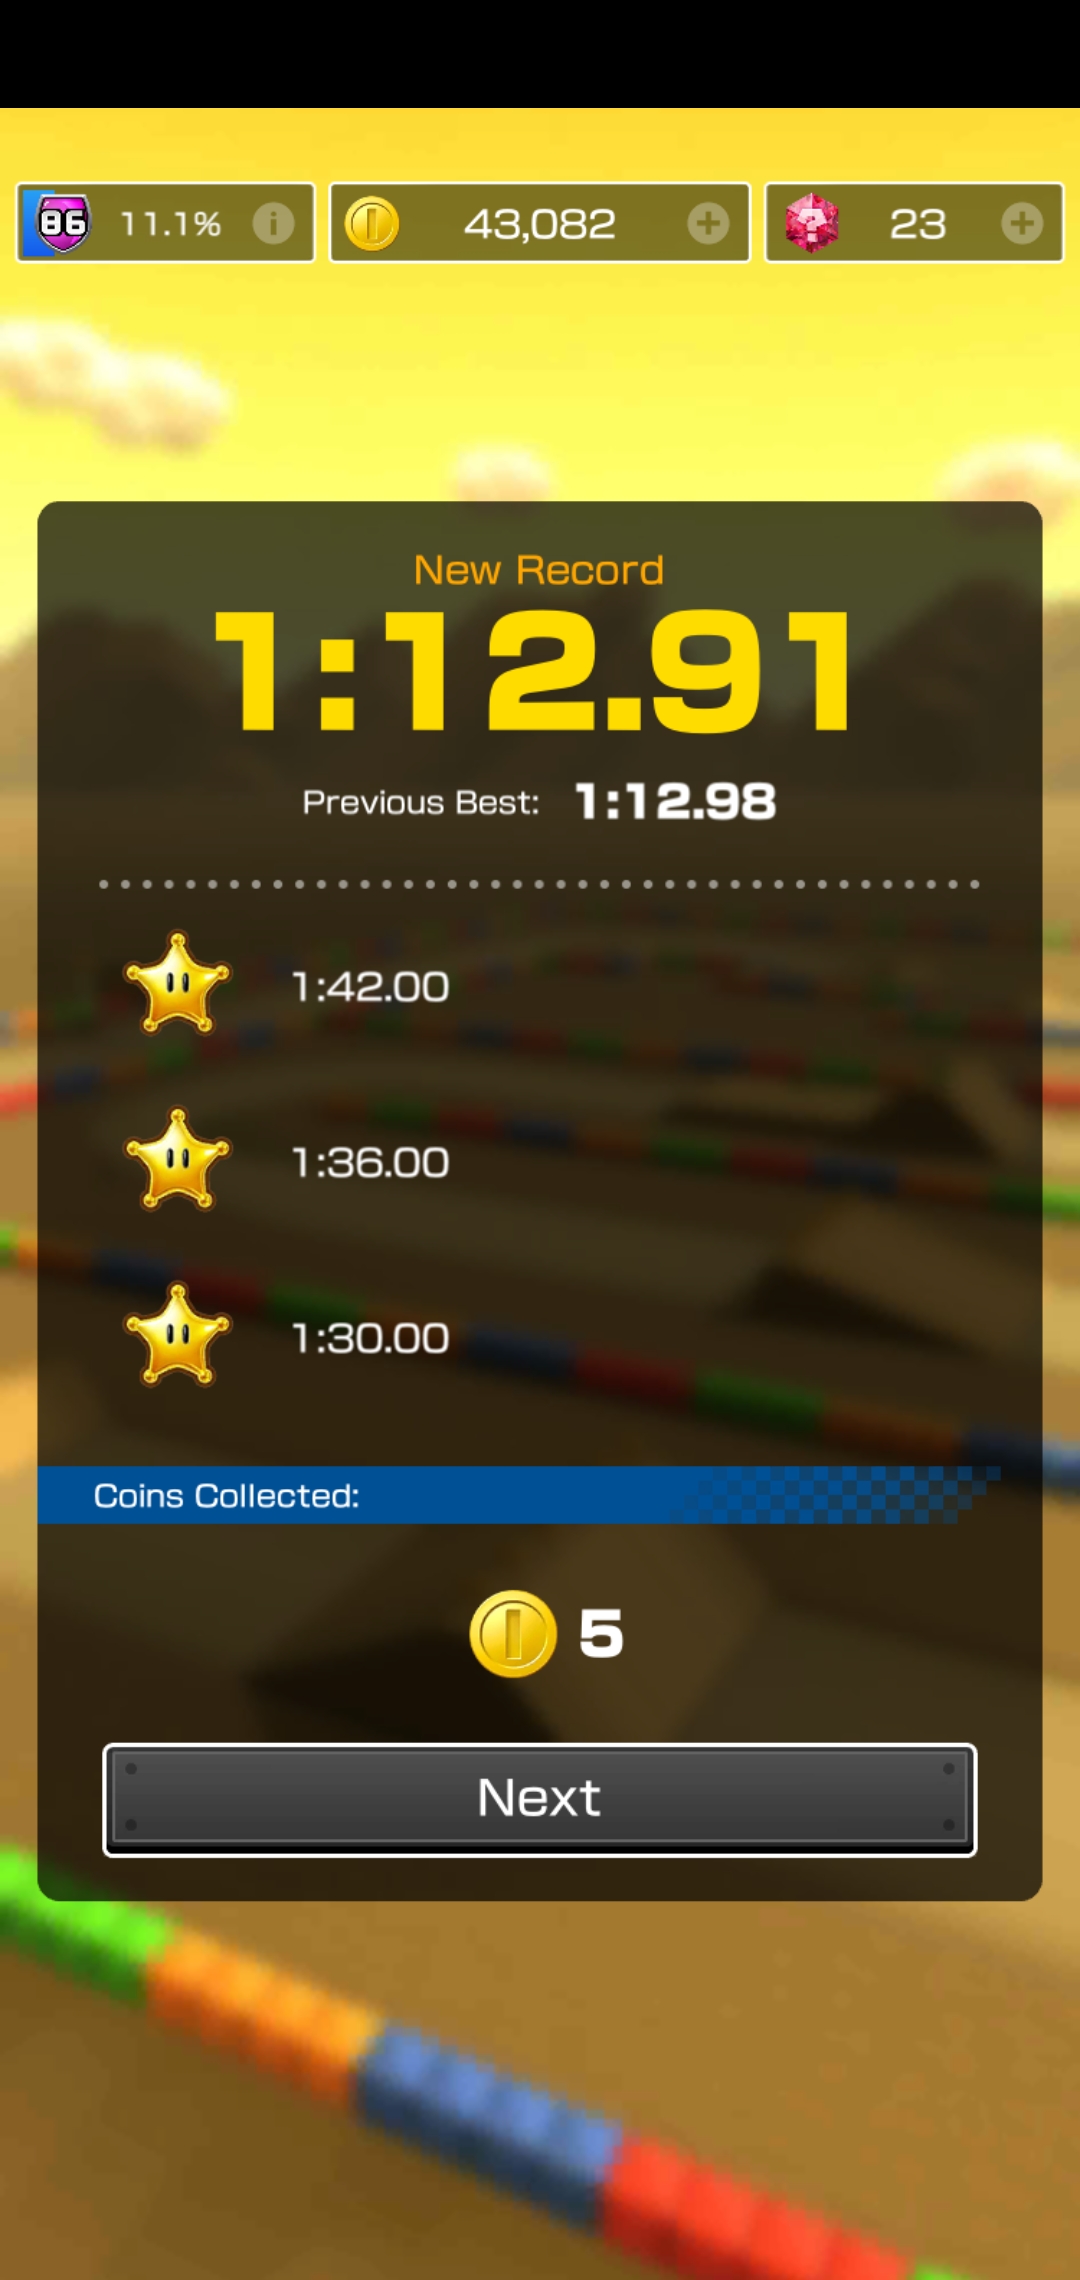 86 11.1% i 43,082 + ? 23 +
New Record
1:12.91
Previous Best: 1:12.98
1:42.00
1:36.00
1:30.00
Coins Collected:
5
Next